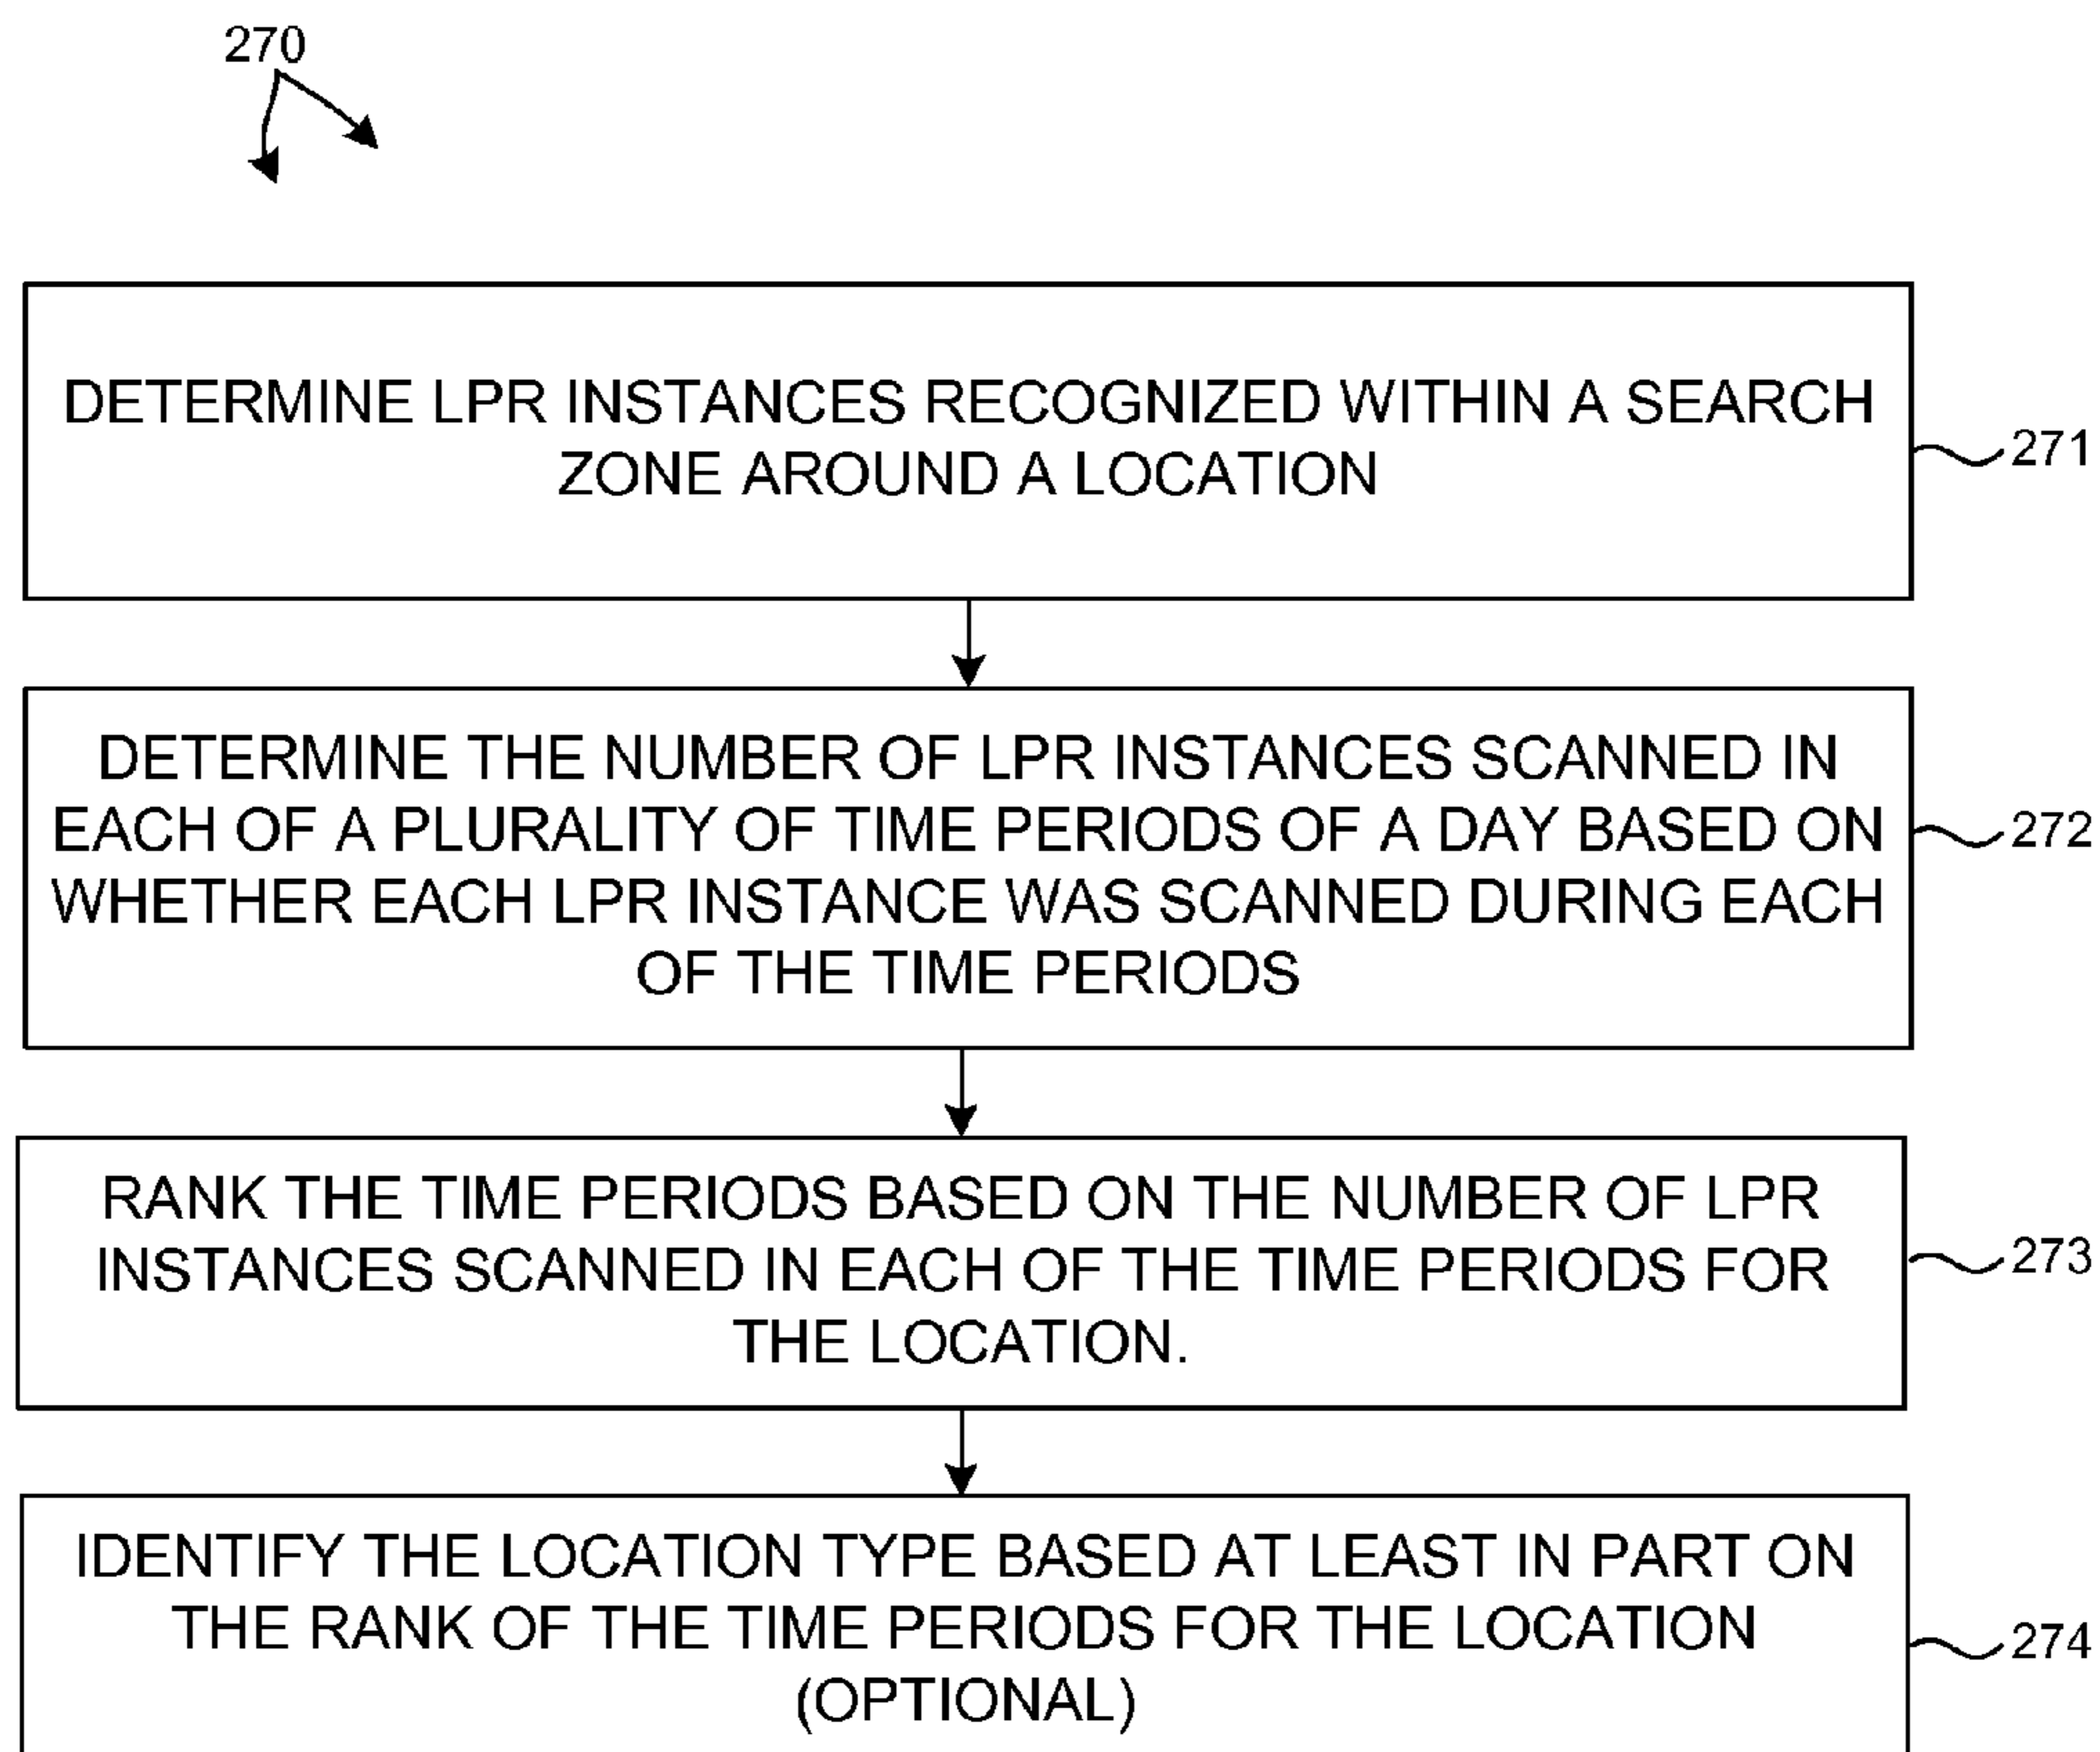 270
DETERMINE LPR INSTANCES RECOGNIZED WITHIN A SEARCH
ZONE AROUND A LOCATION
271
DETERMINE THE NUMBER OF LPR INSTANCES SCANNED IN
EACH OF A PLURALITY OF TIME PERIODS OF A DAY BASED ON
WHETHER EACH LPR INSTANCE WAS SCANNED DURING EACH
OF THE TIME PERIODS
272
RANK THE TIME PERIODS BASED ON THE NUMBER OF LPR
INSTANCES SCANNED IN EACH OF THE TIME PERIODS FOR
THE LOCATION.
273
IDENTIFY THE LOCATION TYPE BASED AT LEAST IN PART ON
THE RANK OF THE TIME PERIODS FOR THE LOCATION
(OPTIONAL)
274